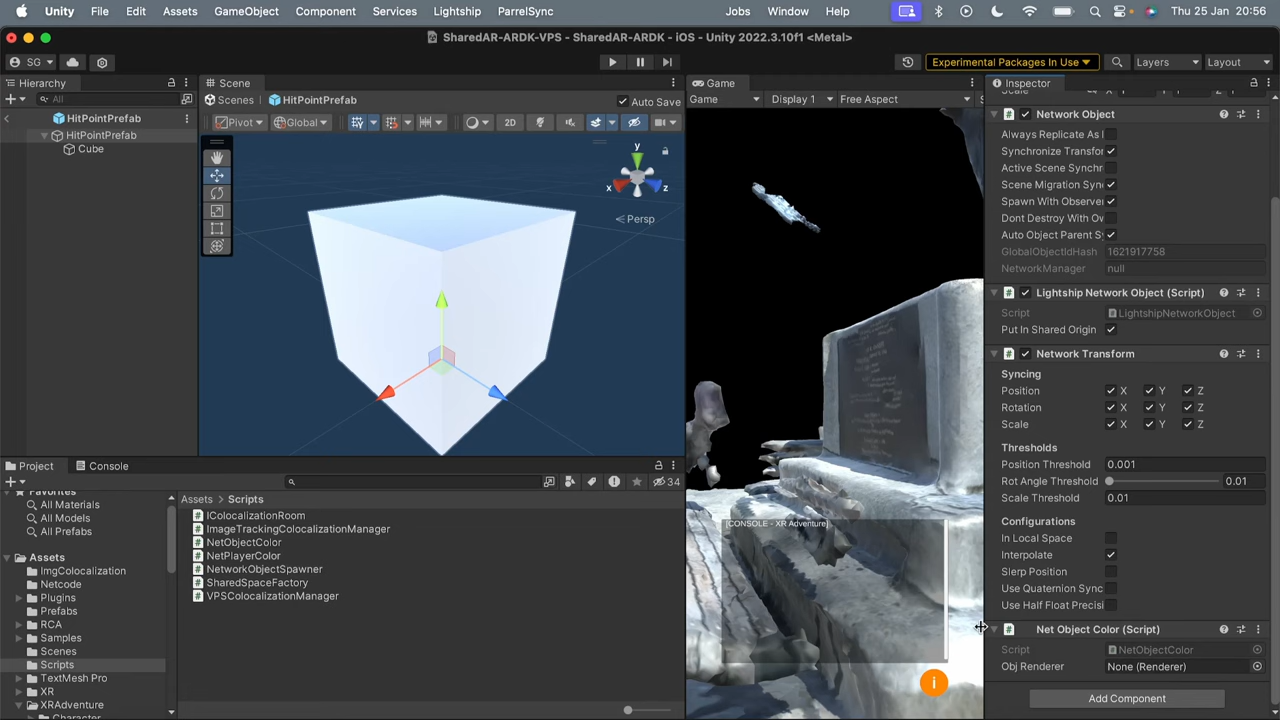 Unity File Edit Assets GameObject Component Services Lightship ParrelSync Jobs Window Help Thu 25 Jan 20:56
SharedAR-ARDK-VPS - SharedAR-ARDK - iOS - Unity 2022.3.10f1 <Metal>
SG Experimental Packages In Use Layers Layout
Hierarchy
All
HitPointPrefab
HitPointPrefab
Cube
Scene
Scenes HitPointPrefab Auto Save
Pivot Global 2D
y
x z
Persp
Game
Game Display 1 Free Aspect
[CONSOLE - XR Adventure]
i
Project Console
34
Favorites
All Materials
All Models
All Prefabs
Assets
ImgColocalization
Netcode
Plugins
Prefabs
RCA
Samples
Scenes
Scripts
TextMesh Pro
XR
XRAdventure
Character
Assets > Scripts
IColocalizationRoom
ImageTrackingColocalizationManager
NetObjectColor
NetPlayerColor
NetworkObjectSpawner
SharedSpaceFactory
VPSColocalizationManager
Inspector
Network Object
Always Replicate As
Synchronize Transfor
Active Scene Synchr
Scene Migration Syn
Spawn With Observer
Dont Destroy With Ow
Auto Object Parent Sy
GlobalObjectIdHash 1621917758
NetworkManager null
Lightship Network Object (Script)
Script LightshipNetworkObject
Put In Shared Origin
Network Transform
Syncing
Position X Y Z
Rotation X Y Z
Scale X Y Z
Thresholds
Position Threshold 0.001
Rot Angle Threshold 0.01
Scale Threshold 0.01
Configurations
In Local Space
Interpolate
Slerp Position
Use Quaternion Sync
Use Half Float Precisi
Net Object Color (Script)
Script NetObjectColor
Obj Renderer None (Renderer)
Add Component